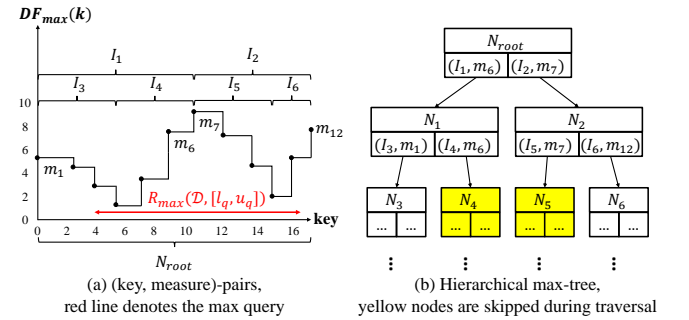 DF_max(k)
I_1 I_2
I_3 I_4 I_5 I_6
10
8
6
4
2
0
m_1 m_6 m_7 m_12
R_max(𝒟, [l_q, u_q])
key
0 2 4 6 8 10 12 14 16
N_root
(a) (key, measure)-pairs,
red line denotes the max query
N_root
(I_1, m_6) (I_2, m_7)
N_1 N_2
(I_3, m_1) (I_4, m_6) (I_5, m_7) (I_6, m_12)
N_3 N_4 N_5 N_6
... ... ... ... ... ... ... ...
(b) Hierarchical max-tree,
yellow nodes are skipped during traversal